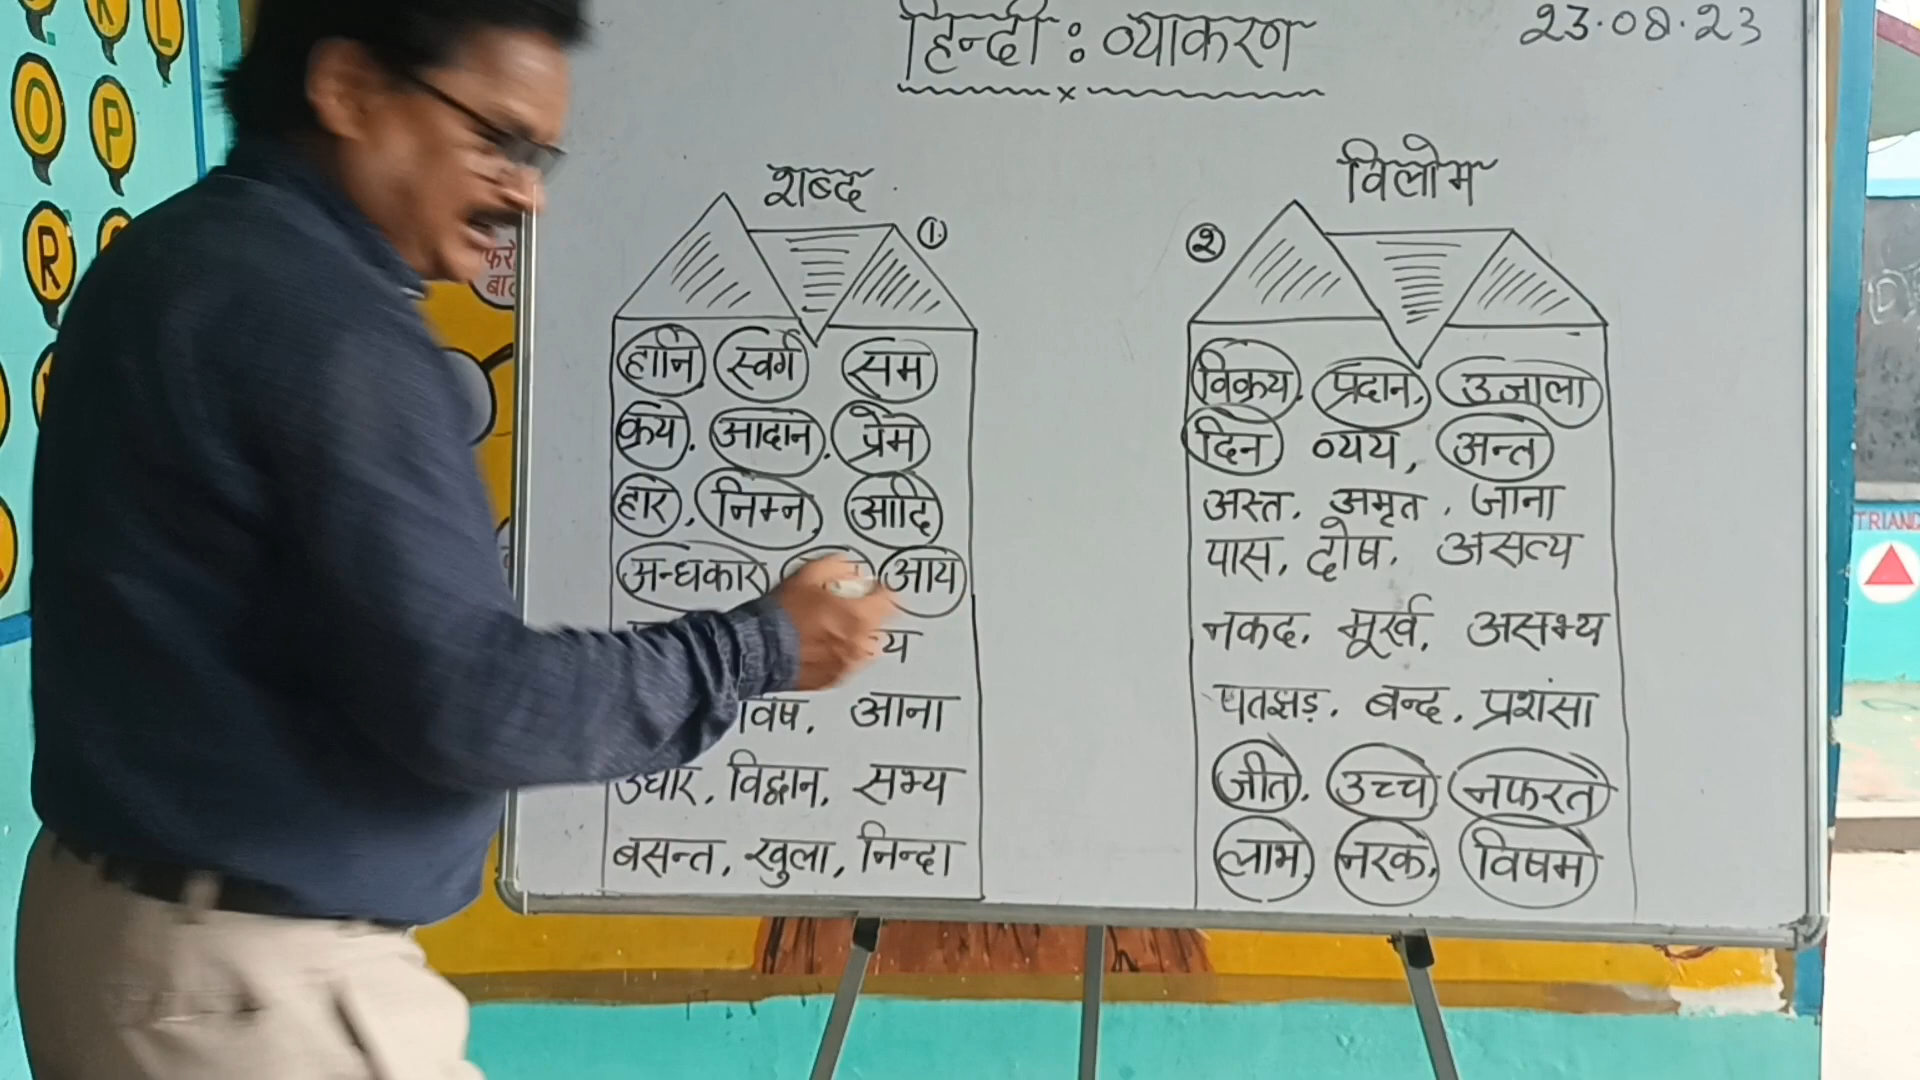 हिन्दी : व्याकरण
23.08.23
शब्द
①
हानि स्वर्ग सम
क्रय. आदान. प्रेम
हार, निम्न, आदि
अन्धकार आय
विष. आना
उधार. विद्वान. सभ्य
बसन्त, खुला, निन्दा
विलोम
②
विक्रय. प्रदान. उजाला
दिन व्यय, अन्त
अस्त. अमृत. जाना
पास. दोष. असत्य
नकद. मूर्ख. असभ्य
पतझड़. बन्द. प्रशंसा
जीत. उच्च नफरत
लाभ नरक. विषम
K L
O P
R
TRIAND